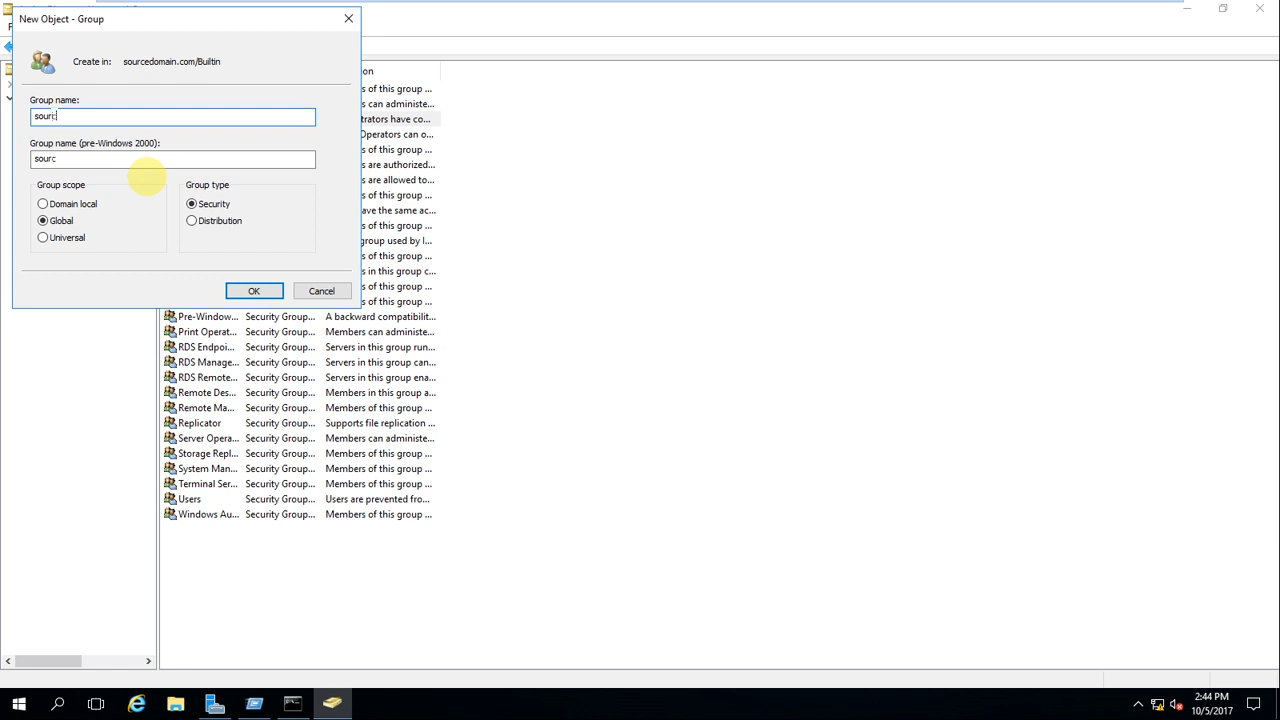 New Object - Group
Create in: sourcedomain.com/Builtin
Group name:
sourc
Group name (pre-Windows 2000):
sourc
Group scope
Domain local
Global
Universal
Group type
Security
Distribution
OK
Cancel
on
s of this group ...
s can administe...
trators have co...
Operators can o...
s of this group ...
s are authorized...
s are allowed to...
s of this group ...
ave the same ac...
s of this group ...
group used by I...
s of this group ...
s in this group c...
s of this group ...
s of this group ...
Pre-Window... Security Group... A backward compatibilit...
Print Operat... Security Group... Members can administe...
RDS Endpoi... Security Group... Servers in this group run...
RDS Manage... Security Group... Servers in this group can...
RDS Remote... Security Group... Servers in this group ena...
Remote Des... Security Group... Members in this group a...
Remote Ma... Security Group... Members of this group ...
Replicator Security Group... Supports file replication ...
Server Opera... Security Group... Members can administe...
Storage Repl... Security Group... Members of this group ...
System Man... Security Group... Members of this group ...
Terminal Ser... Security Group... Members of this group ...
Users Security Group... Users are prevented fro...
Windows Au... Security Group... Members of this group ...
2:44 PM
10/5/2017